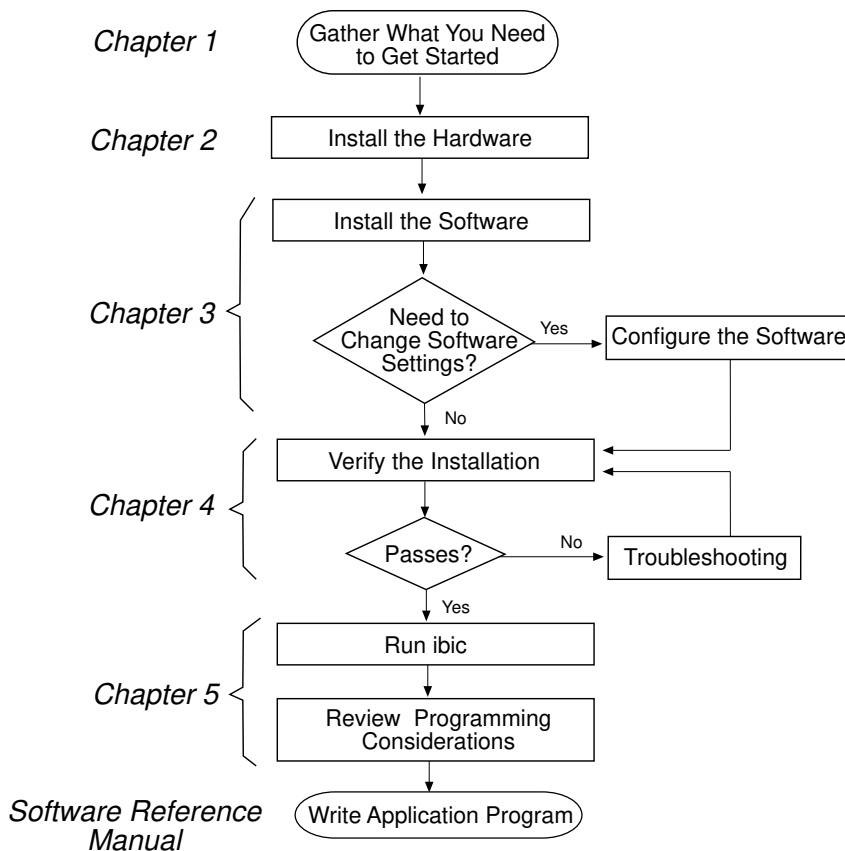 Chapter 1
Gather What You Need
to Get Started
Chapter 2
Install the Hardware
Install the Software
Chapter 3
Need to
Change Software
Settings?
Yes
Configure the Software
No
Verify the Installation
Chapter 4
Passes?
No
Troubleshooting
Yes
Run ibic
Chapter 5
Review Programming
Considerations
Software Reference
Manual
Write Application Program